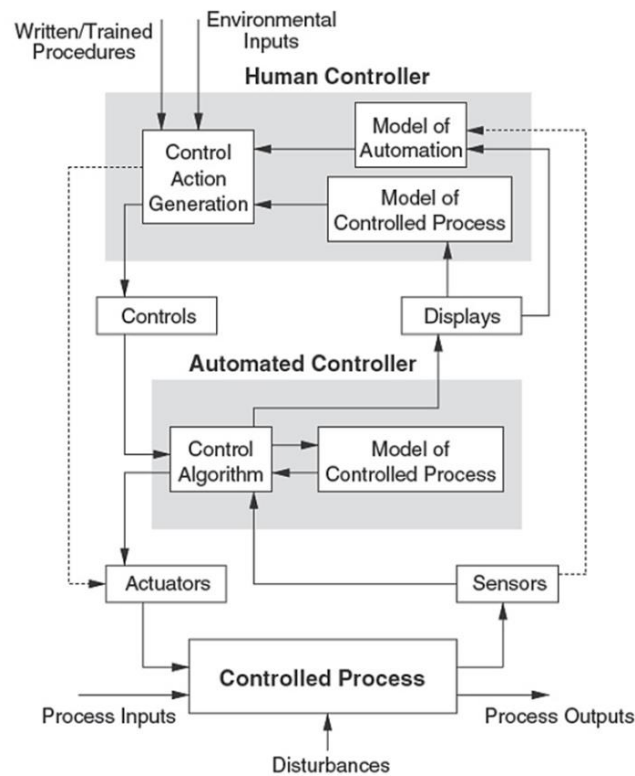 Written/Trained
Procedures
Environmental
Inputs
Human Controller
Control
Action
Generation
Model of
Automation
Model of
Controlled Process
Controls
Displays
Automated Controller
Control
Algorithm
Model of
Controlled Process
Actuators
Sensors
Controlled Process
Process Inputs
Process Outputs
Disturbances